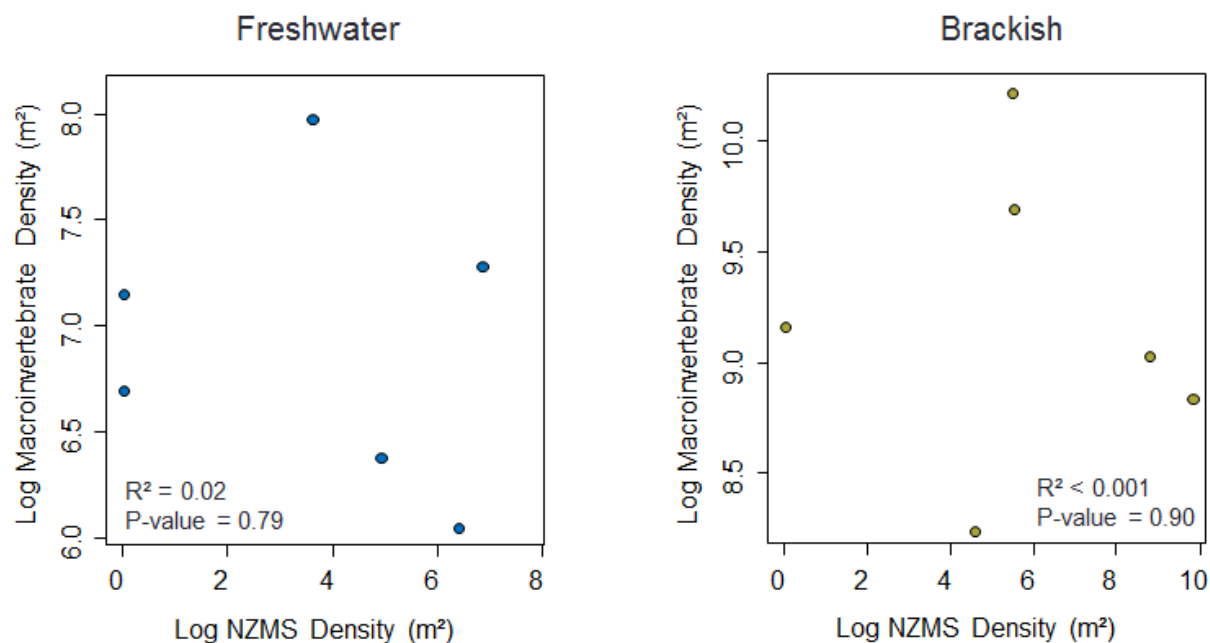 Freshwater
Log Macroinvertebrate Density (m²)
8.0
7.5
7.0
6.5
6.0
R² = 0.02
P-value = 0.79
0 2 4 6 8
Log NZMS Density (m²)
Brackish
Log Macroinvertebrate Density (m²)
10.0
9.5
9.0
8.5
R² < 0.001
P-value = 0.90
0 2 4 6 8 10
Log NZMS Density (m²)